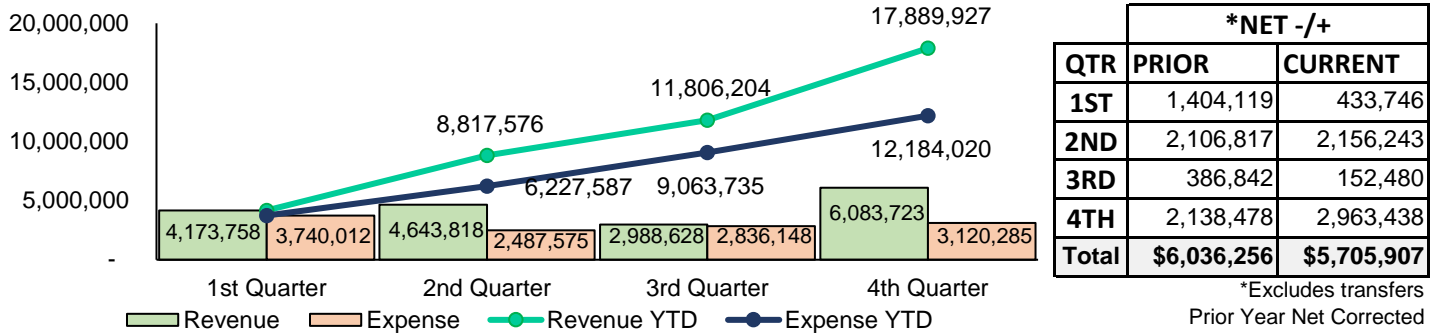 20,000,000
15,000,000
10,000,000
5,000,000
-
17,889,927
11,806,204
8,817,576
12,184,020
6,227,587 9,063,735
4,173,758 3,740,012 4,643,818 2,487,575 2,988,628 2,836,148 6,083,723 3,120,285
1st Quarter 2nd Quarter 3rd Quarter 4th Quarter
Revenue Expense Revenue YTD Expense YTD
*NET -/+
QTR PRIOR CURRENT
1ST 1,404,119 433,746
2ND 2,106,817 2,156,243
3RD 386,842 152,480
4TH 2,138,478 2,963,438
Total $6,036,256 $5,705,907
*Excludes transfers
Prior Year Net Corrected